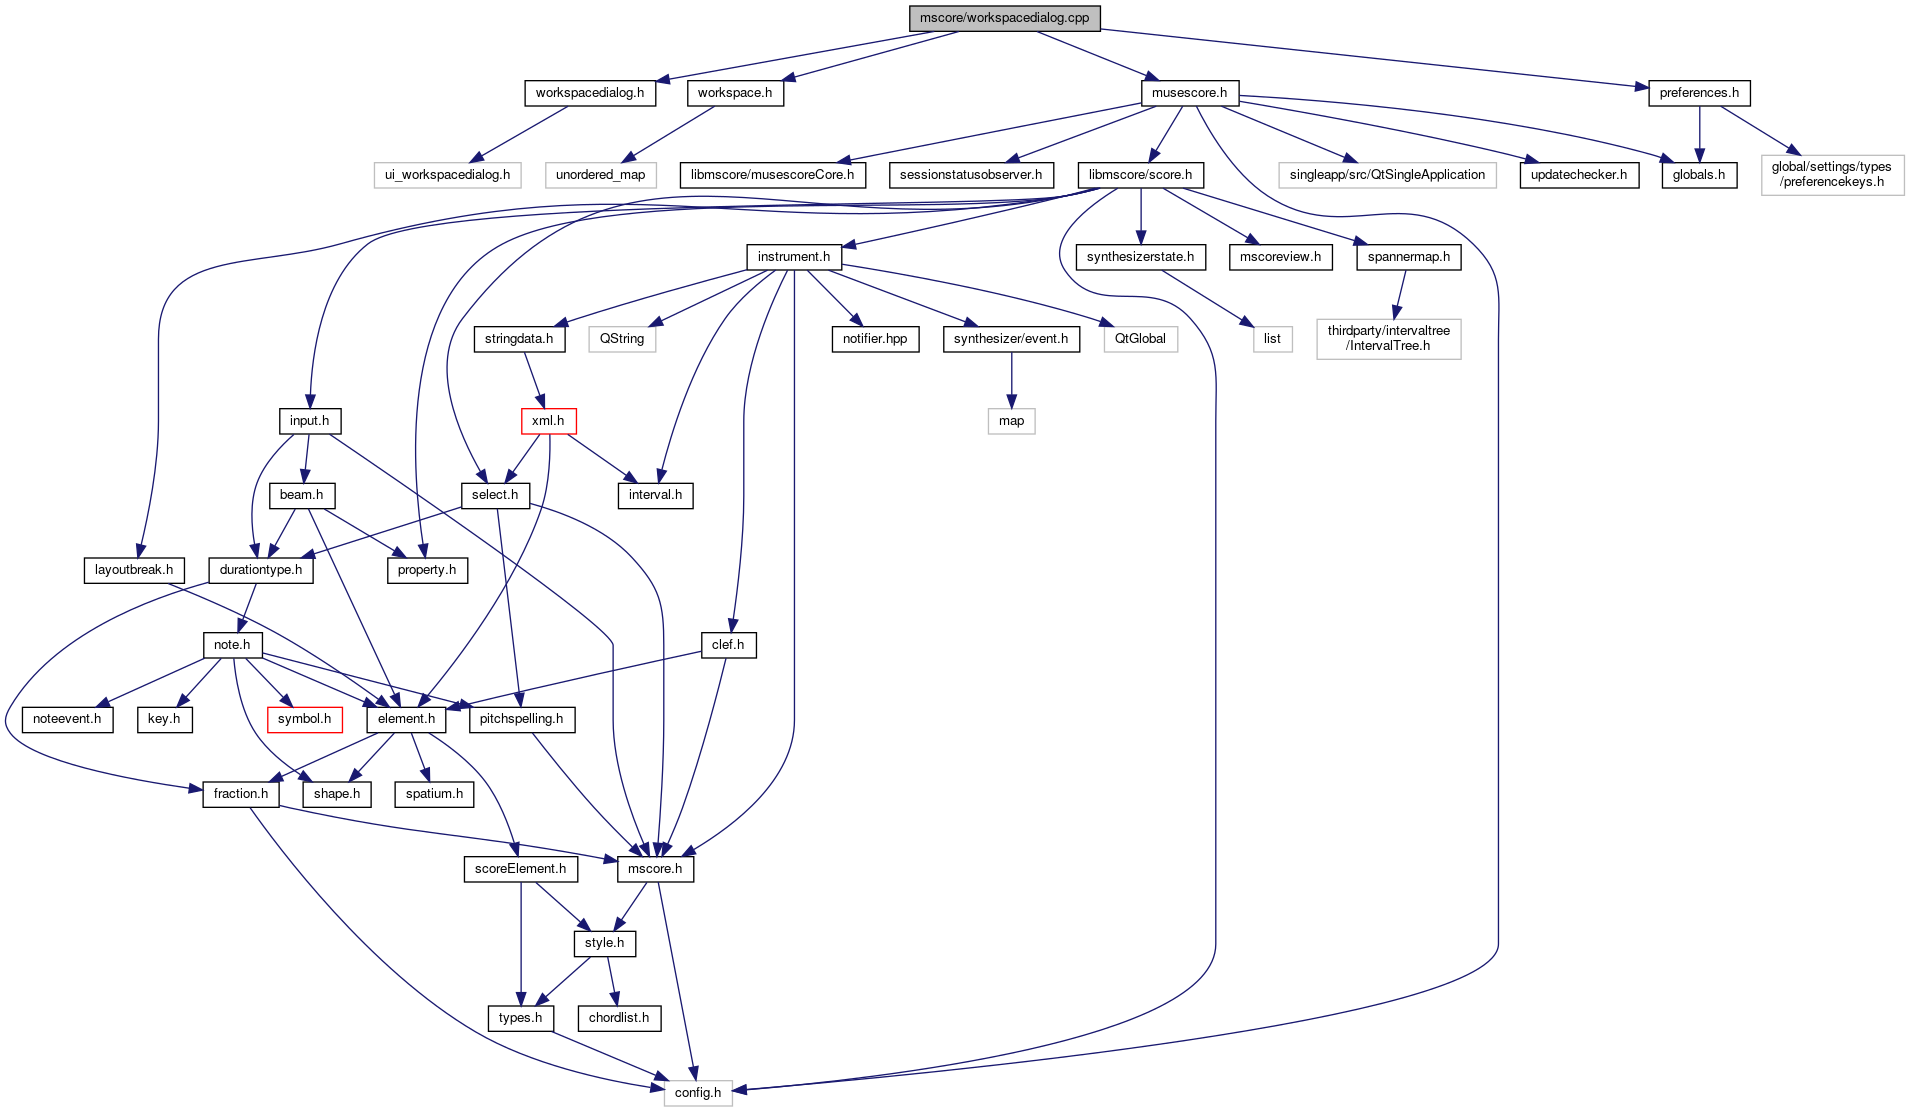 mscore/workspacedialog.cpp
workspacedialog.h
workspace.h
musescore.h
preferences.h
ui_workspacedialog.h
unordered_map
libmscore/musescoreCore.h
sessionstatusobserver.h
libmscore/score.h
singleapp/src/QtSingleApplication
updatechecker.h
globals.h
global/settings/types
/preferencekeys.h
instrument.h
synthesizerstate.h
mscoreview.h
spannermap.h
stringdata.h
QString
notifier.hpp
synthesizer/event.h
QtGlobal
list
thirdparty/intervaltree
/IntervalTree.h
input.h
xml.h
map
beam.h
select.h
interval.h
layoutbreak.h
durationtype.h
property.h
note.h
clef.h
noteevent.h
key.h
symbol.h
element.h
pitchspelling.h
fraction.h
shape.h
spatium.h
scoreElement.h
mscore.h
style.h
types.h
chordlist.h
config.h